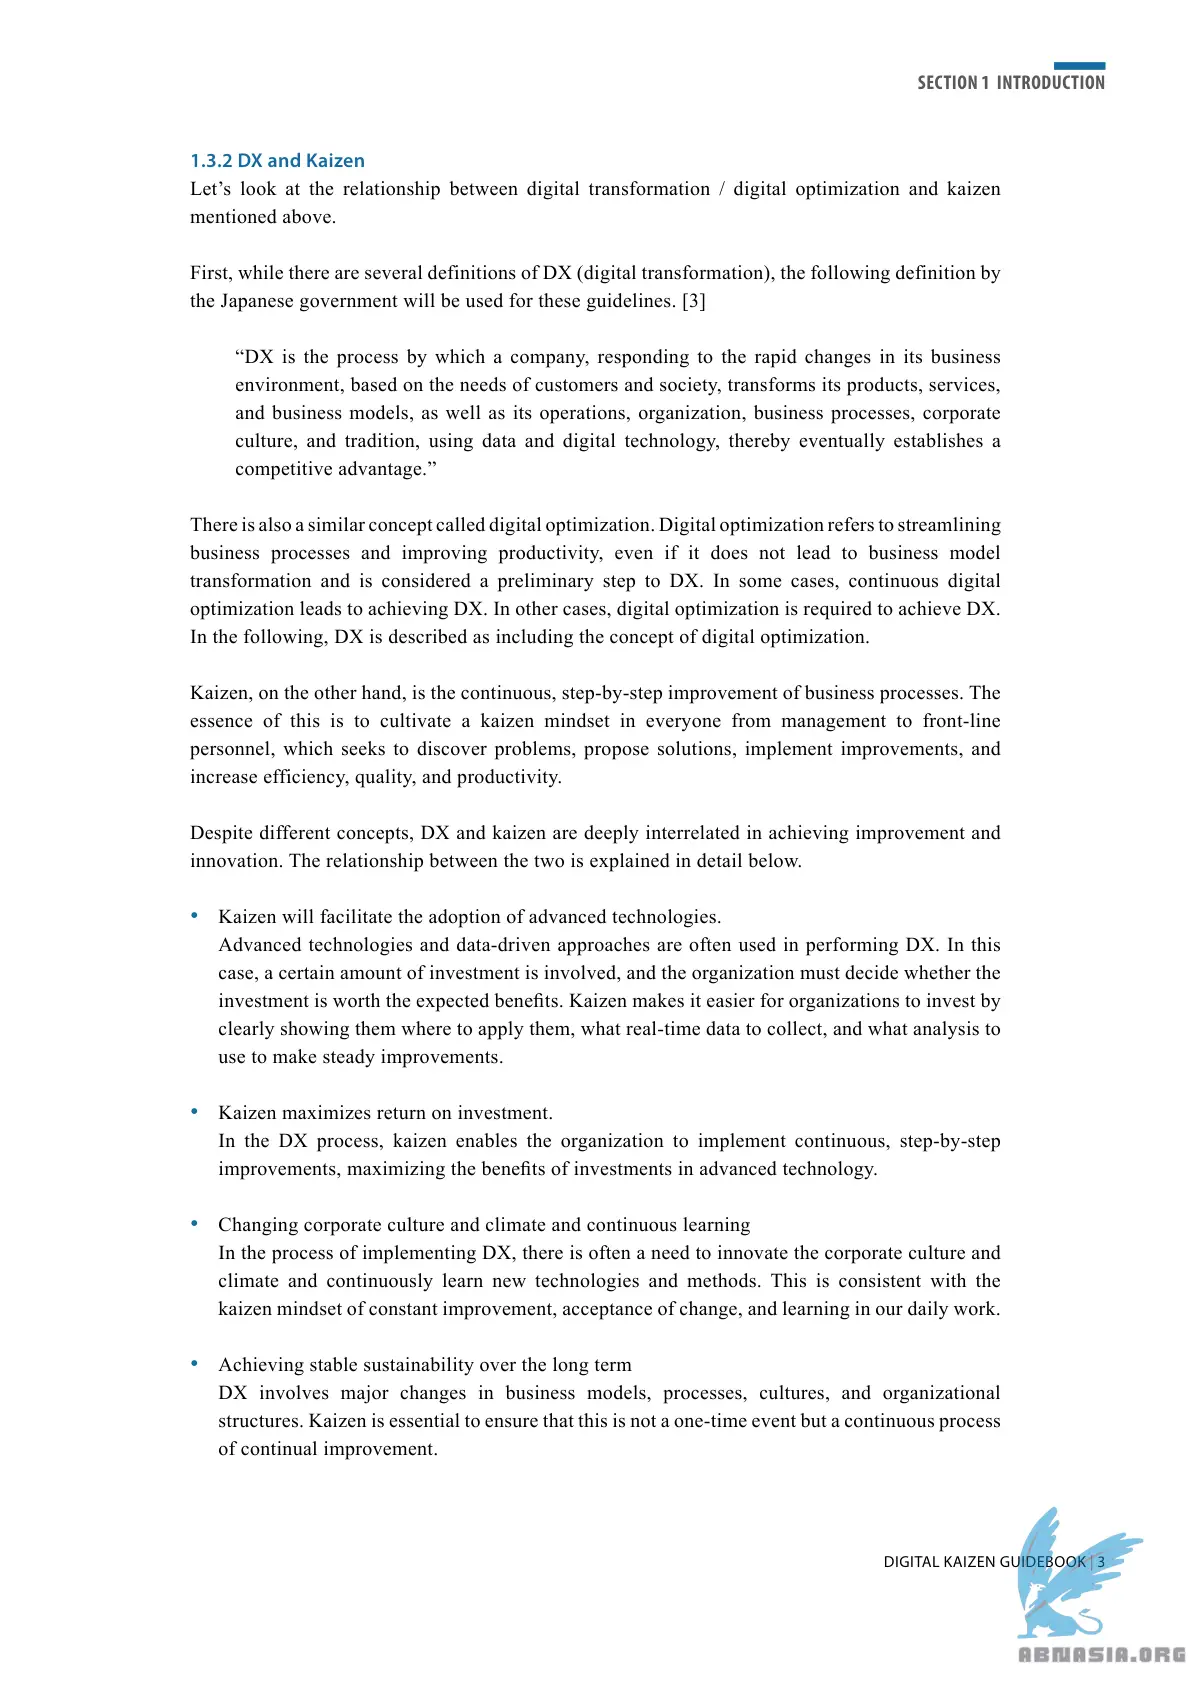 SECTION 1 INTRODUCTION
1.3.2 DX and Kaizen
Let’s look at the relationship between digital transformation / digital optimization and kaizen
mentioned above.
First, while there are several definitions of DX (digital transformation), the following definition by
the Japanese government will be used for these guidelines. [3]
“DX is the process by which a company, responding to the rapid changes in its business
environment, based on the needs of customers and society, transforms its products, services,
and business models, as well as its operations, organization, business processes, corporate
culture, and tradition, using data and digital technology, thereby eventually establishes a
competitive advantage.”
There is also a similar concept called digital optimization. Digital optimization refers to streamlining
business processes and improving productivity, even if it does not lead to business model
transformation and is considered a preliminary step to DX. In some cases, continuous digital
optimization leads to achieving DX. In other cases, digital optimization is required to achieve DX.
In the following, DX is described as including the concept of digital optimization.
Kaizen, on the other hand, is the continuous, step-by-step improvement of business processes. The
essence of this is to cultivate a kaizen mindset in everyone from management to front-line
personnel, which seeks to discover problems, propose solutions, implement improvements, and
increase efficiency, quality, and productivity.
Despite different concepts, DX and kaizen are deeply interrelated in achieving improvement and
innovation. The relationship between the two is explained in detail below.
• Kaizen will facilitate the adoption of advanced technologies.
Advanced technologies and data-driven approaches are often used in performing DX. In this
case, a certain amount of investment is involved, and the organization must decide whether the
investment is worth the expected benefits. Kaizen makes it easier for organizations to invest by
clearly showing them where to apply them, what real-time data to collect, and what analysis to
use to make steady improvements.
• Kaizen maximizes return on investment.
In the DX process, kaizen enables the organization to implement continuous, step-by-step
improvements, maximizing the benefits of investments in advanced technology.
• Changing corporate culture and climate and continuous learning
In the process of implementing DX, there is often a need to innovate the corporate culture and
climate and continuously learn new technologies and methods. This is consistent with the
kaizen mindset of constant improvement, acceptance of change, and learning in our daily work.
• Achieving stable sustainability over the long term
DX involves major changes in business models, processes, cultures, and organizational
structures. Kaizen is essential to ensure that this is not a one-time event but a continuous process
of continual improvement.
DIGITAL KAIZEN GUIDEBOOK | 3
ABNASIA.ORG